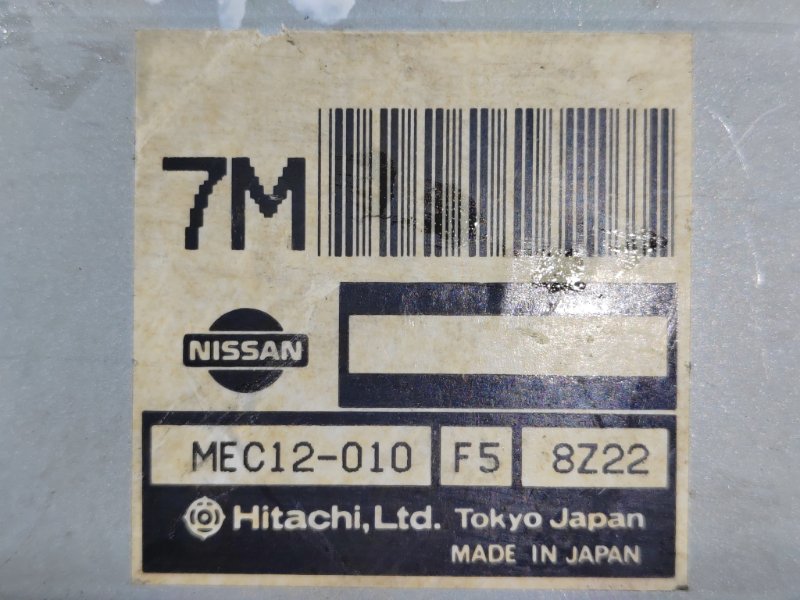 7M
NISSAN
MEC12-010 F5 8Z22
Hitachi, Ltd. Tokyo Japan
MADE IN JAPAN